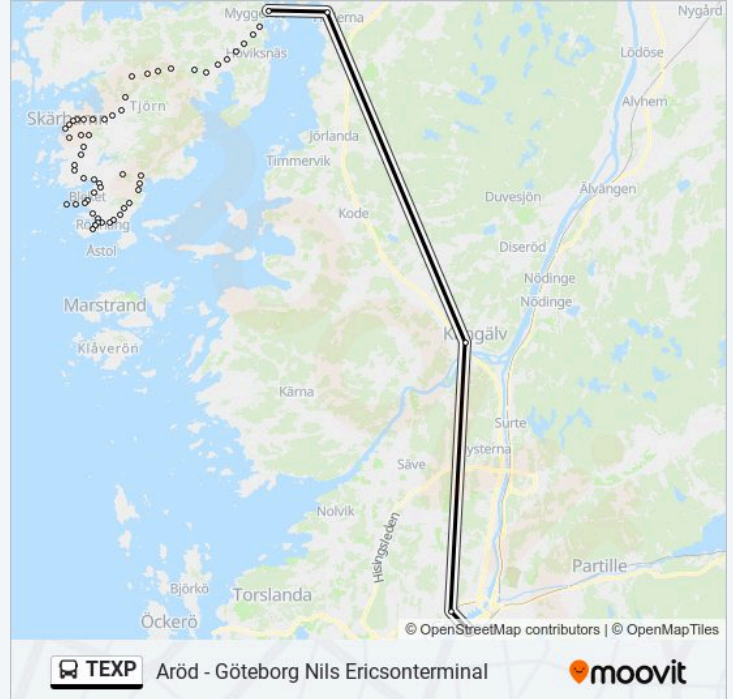 Nygård
Hoviksnäs
Lödöse
Alvhem
Tjörn
Jörlanda
Timmervik
Älvängen
Duvesjön
Kode
Åstol
Diseröd
Nödinge
Nödinge
Marstrand
Klåverön
Kärna
Surte
Säve
Nolvik
Hisingsleden
Partille
Björkö
Torslanda
Öckerö
© OpenStreetMap contributors | © OpenMapTiles
TEXP Aröd - Göteborg Nils Ericsonterminal moovit